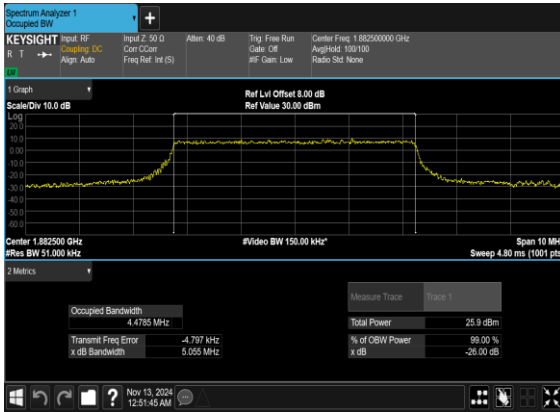 Spectrum Analyzer 1
Occupied BW
KEYSIGHT
R T
LW
Input: RF
Coupling: DC
Align: Auto
Input Z: 50 Ω
Corr CCorr
Freq Ref: Int (S)
Atten: 40 dB
Trig: Free Run
Gate: Off
#IF Gain: Low
Center Freq: 1.882500000 GHz
Avg|Hold: 100/100
Radio Std: None
1 Graph
Scale/Div 10.0 dB
Ref Lvl Offset 8.00 dB
Ref Value 30.00 dBm
Log
20.0
10.0
0.00
-10.0
-20.0
-30.0
-40.0
-50.0
-60.0
Center 1.882500 GHz
#Res BW 51.000 kHz
#Video BW 150.00 kHz*
Span 10 MH
Sweep 4.80 ms (1001 pts
2 Metrics
Measure Trace
Trace 1
Occupied Bandwidth
4.4785 MHz
Total Power
25.9 dBm
Transmit Freq Error
-4.797 kHz
% of OBW Power
99.00 %
x dB Bandwidth
5.055 MHz
x dB
-26.00 dB
?
Nov 13, 2024
12:51:45 AM